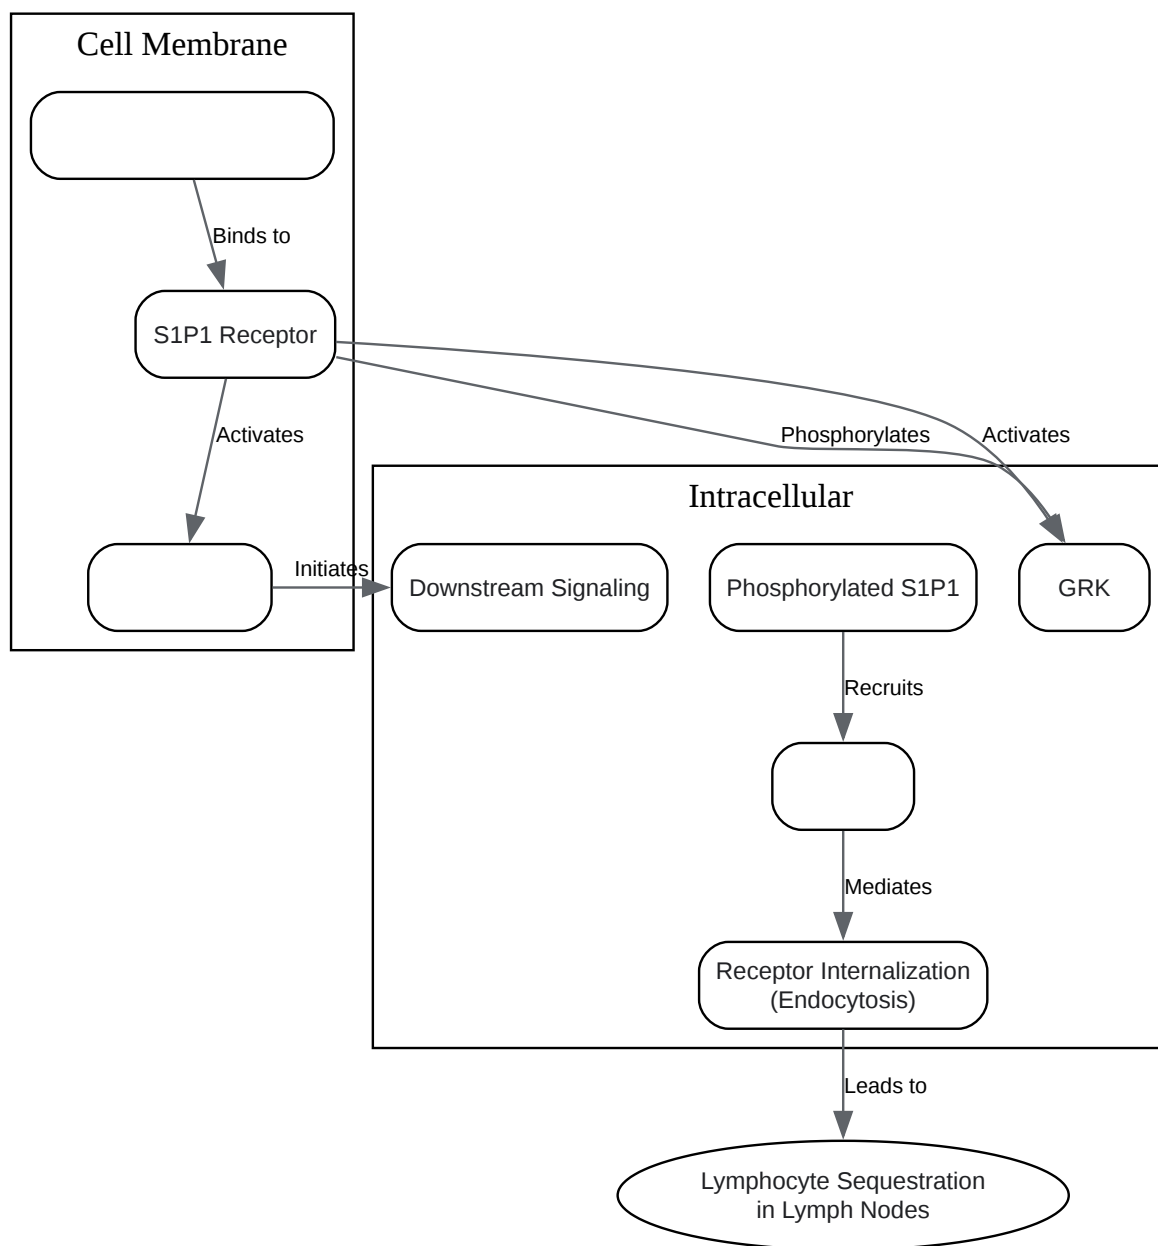 Cell Membrane
Binds to
S1P1 Receptor
Activates
Phosphorylates
Activates
Intracellular
Initiates
Downstream Signaling
Phosphorylated S1P1
GRK
Recruits
Mediates
Receptor Internalization
(Endocytosis)
Leads to
Lymphocyte Sequestration
in Lymph Nodes